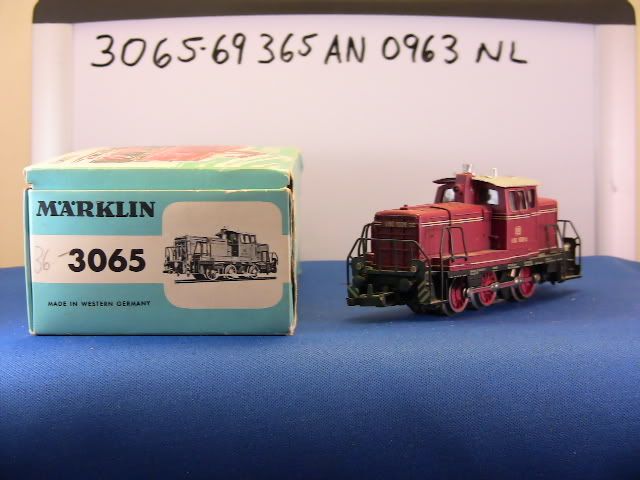 3065-69 365 AN 0963 NL
MÄRKLIN
36 - 3065
MADE IN WESTERN GERMANY